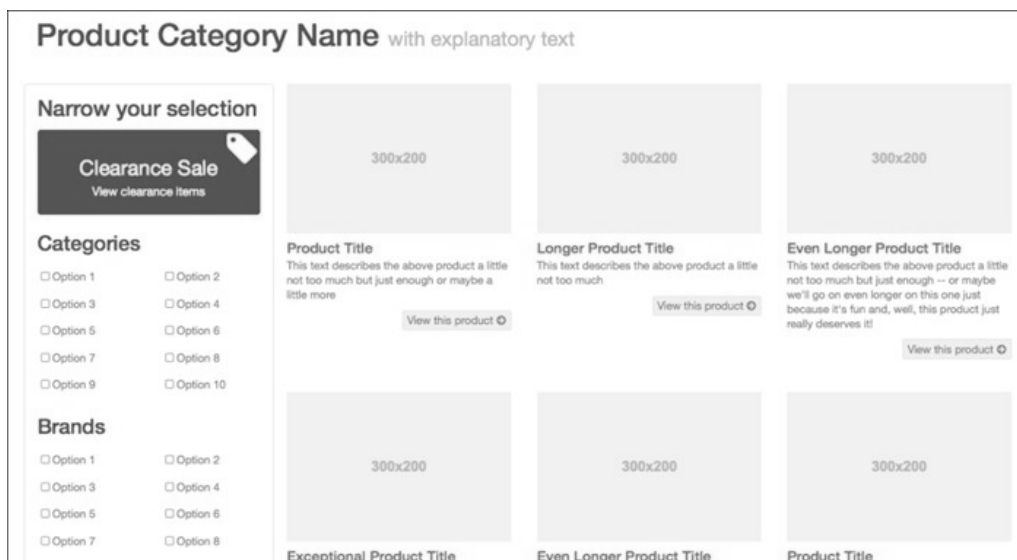 Product Category Name with explanatory text
Narrow your selection
Clearance Sale
View clearance items
Categories
Option 1 Option 2
Option 3 Option 4
Option 5 Option 6
Option 7 Option 8
Option 9 Option 10
Brands
Option 1 Option 2
Option 3 Option 4
Option 5 Option 6
Option 7 Option 8
300x200
Product Title
This text describes the above product a little
not too much but just enough or maybe a
little more
View this product
300x200
Longer Product Title
This text describes the above product a little
not too much
View this product
300x200
Even Longer Product Title
This text describes the above product a little
not too much but just enough -- or maybe
we'll go on even longer on this one just
because it's fun and, well, this product just
really deserves it!
View this product
300x200
Exceptional Product Title
300x200
Even Longer Product Title
300x200
Product Title